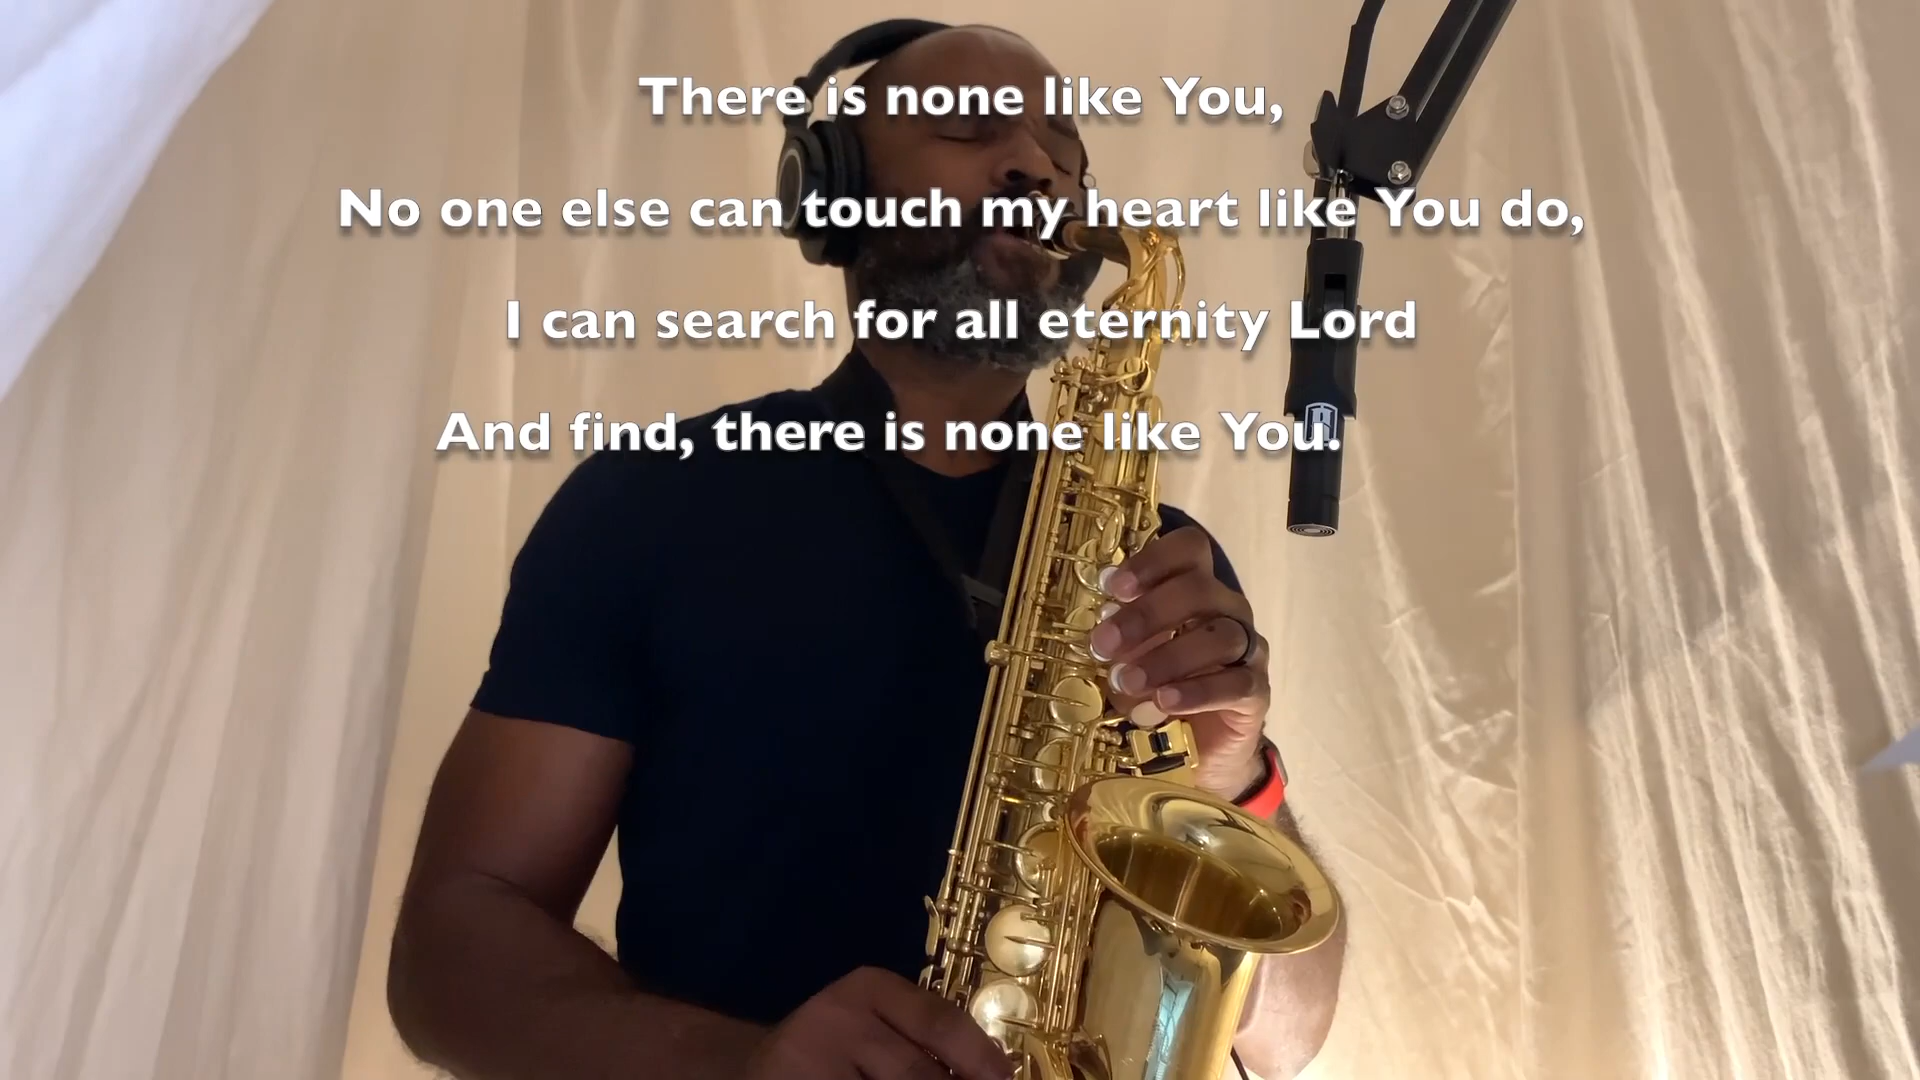 There is none like You,
No one else can touch my heart like You do,
I can search for all eternity Lord
And find, there is none like You.